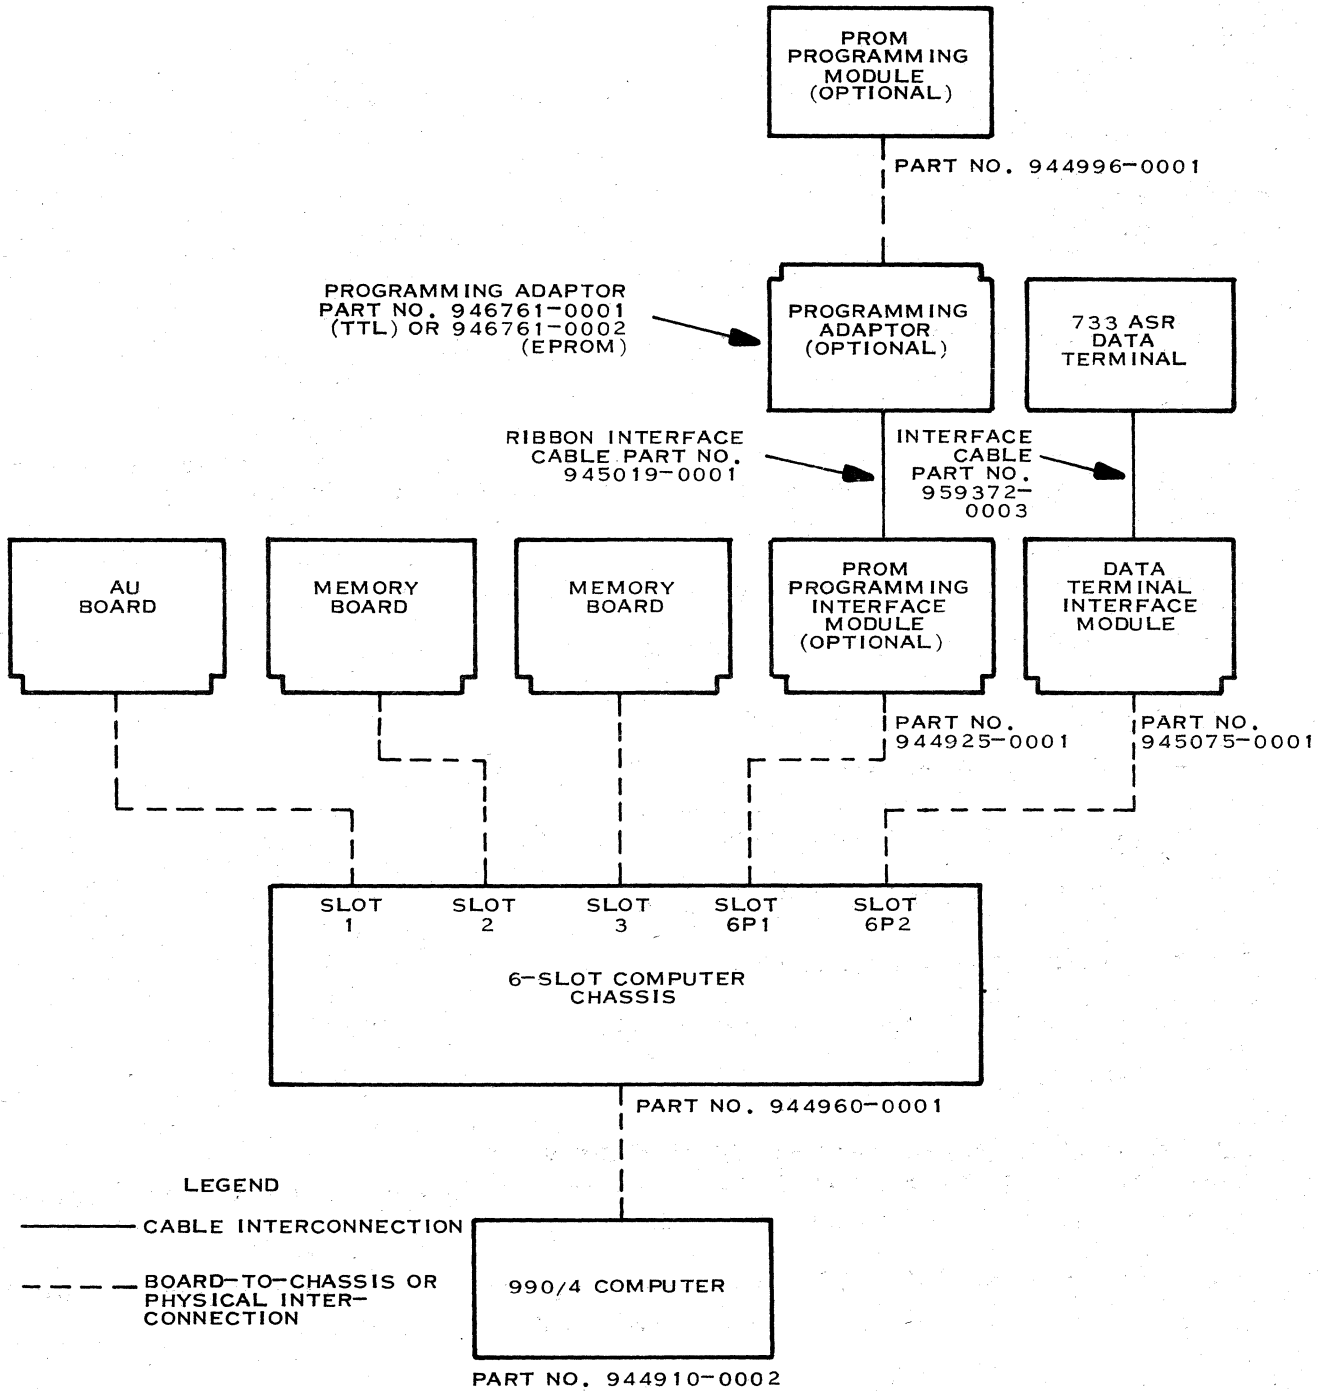 PROM
PROGRAMMING
MODULE
(OPTIONAL)
PART NO. 944996-0001
PROGRAMMING ADAPTOR
PART NO. 946761-0001
(TTL) OR 946761-0002
(EPROM)
PROGRAMMING
ADAPTOR
(OPTIONAL)
733 ASR
DATA
TERMINAL
RIBBON INTERFACE
CABLE PART NO.
945019-0001
INTERFACE
CABLE
PART NO.
959372-
0003
AU
BOARD
MEMORY
BOARD
MEMORY
BOARD
PROM
PROGRAMMING
INTERFACE
MODULE
(OPTIONAL)
DATA
TERMINAL
INTERFACE
MODULE
PART NO.
944925-0001
PART NO.
945075-0001
SLOT
1
SLOT
2
SLOT
3
SLOT
6P1
SLOT
6P2
6-SLOT COMPUTER
CHASSIS
PART NO. 944960-0001
LEGEND
CABLE INTERCONNECTION
BOARD-TO-CHASSIS OR
PHYSICAL INTER-
CONNECTION
990/4 COMPUTER
PART NO. 944910-0002